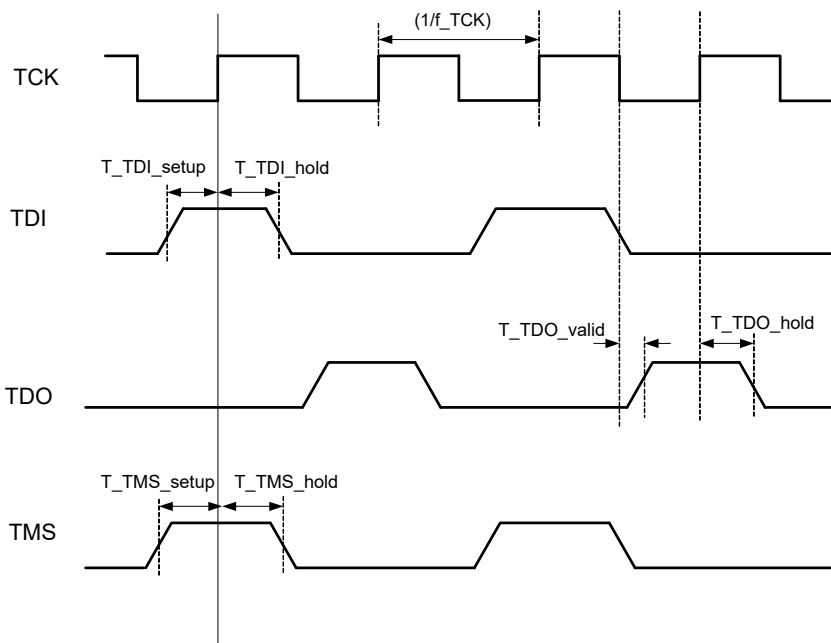 (1/f_TCK)
TCK
T_TDI_setup
T_TDI_hold
TDI
T_TDO_valid
T_TDO_hold
TDO
T_TMS_setup
T_TMS_hold
TMS